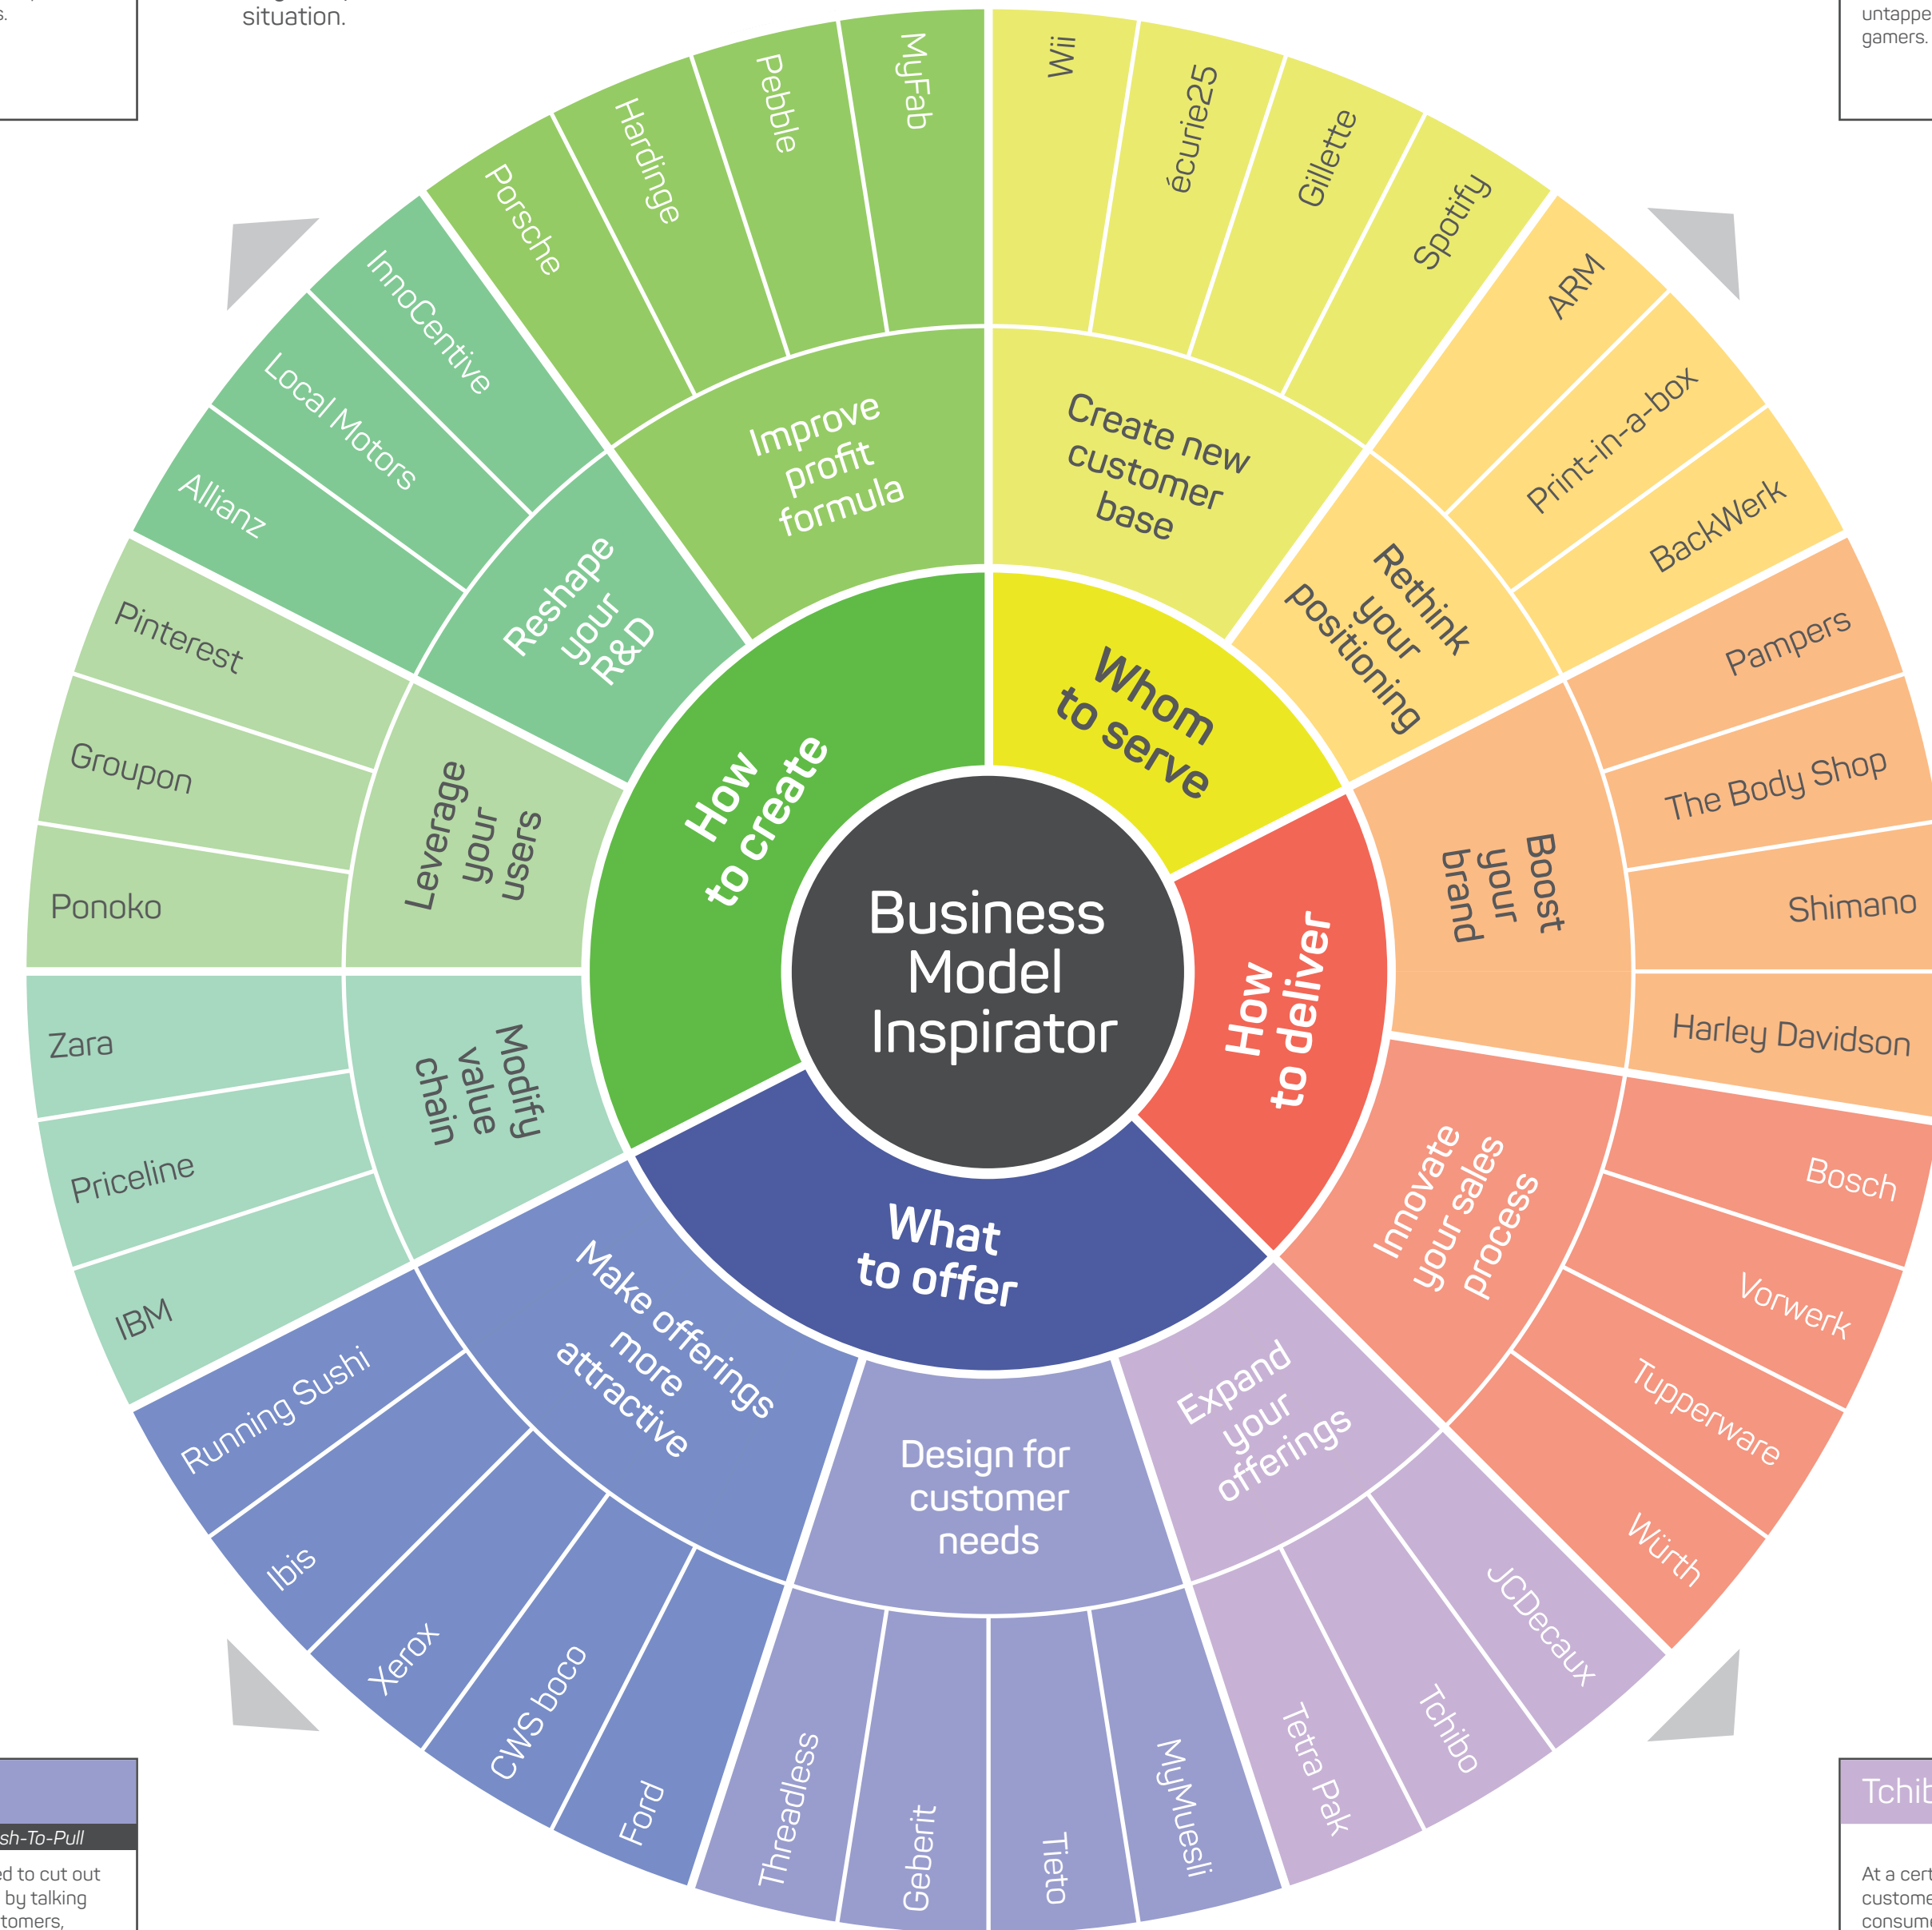 s.
situation.
untappe
gamers.
Business
Model
Inspirator
Whom
to serve
How
to deliver
What
to offer
How
to create
Create new
customer
base
Wii
écurie25
Gillette
Spotify
Rethink
your
positioning
ARM
Print-in-a-box
BackWerk
Boost
your
brand
Pampers
The Body Shop
Shimano
Harley Davidson
Innovate
your sales
process
Bosch
Vorwerk
Tupperware
Würth
Expand
your
offerings
JCDecaux
Tchibo
Tetra Pak
Design for
customer
needs
MyMuesli
Tieto
Geberit
Threadless
Make offerings
more
attractive
Ford
CWS boco
Xerox
Ibis
Running Sushi
Modify
value
chain
IBM
Priceline
Zara
Leverage
your
users
Ponoko
Groupon
Pinterest
Reshape
your
R&D
Allianz
Local Motors
InnoCentive
Improve
profit
formula
Porsche
Hardinge
Pebble
MyFab
sh-To-Pull
ed to cut out
by talking
tomers,
Tchib
At a cert
custome
consum